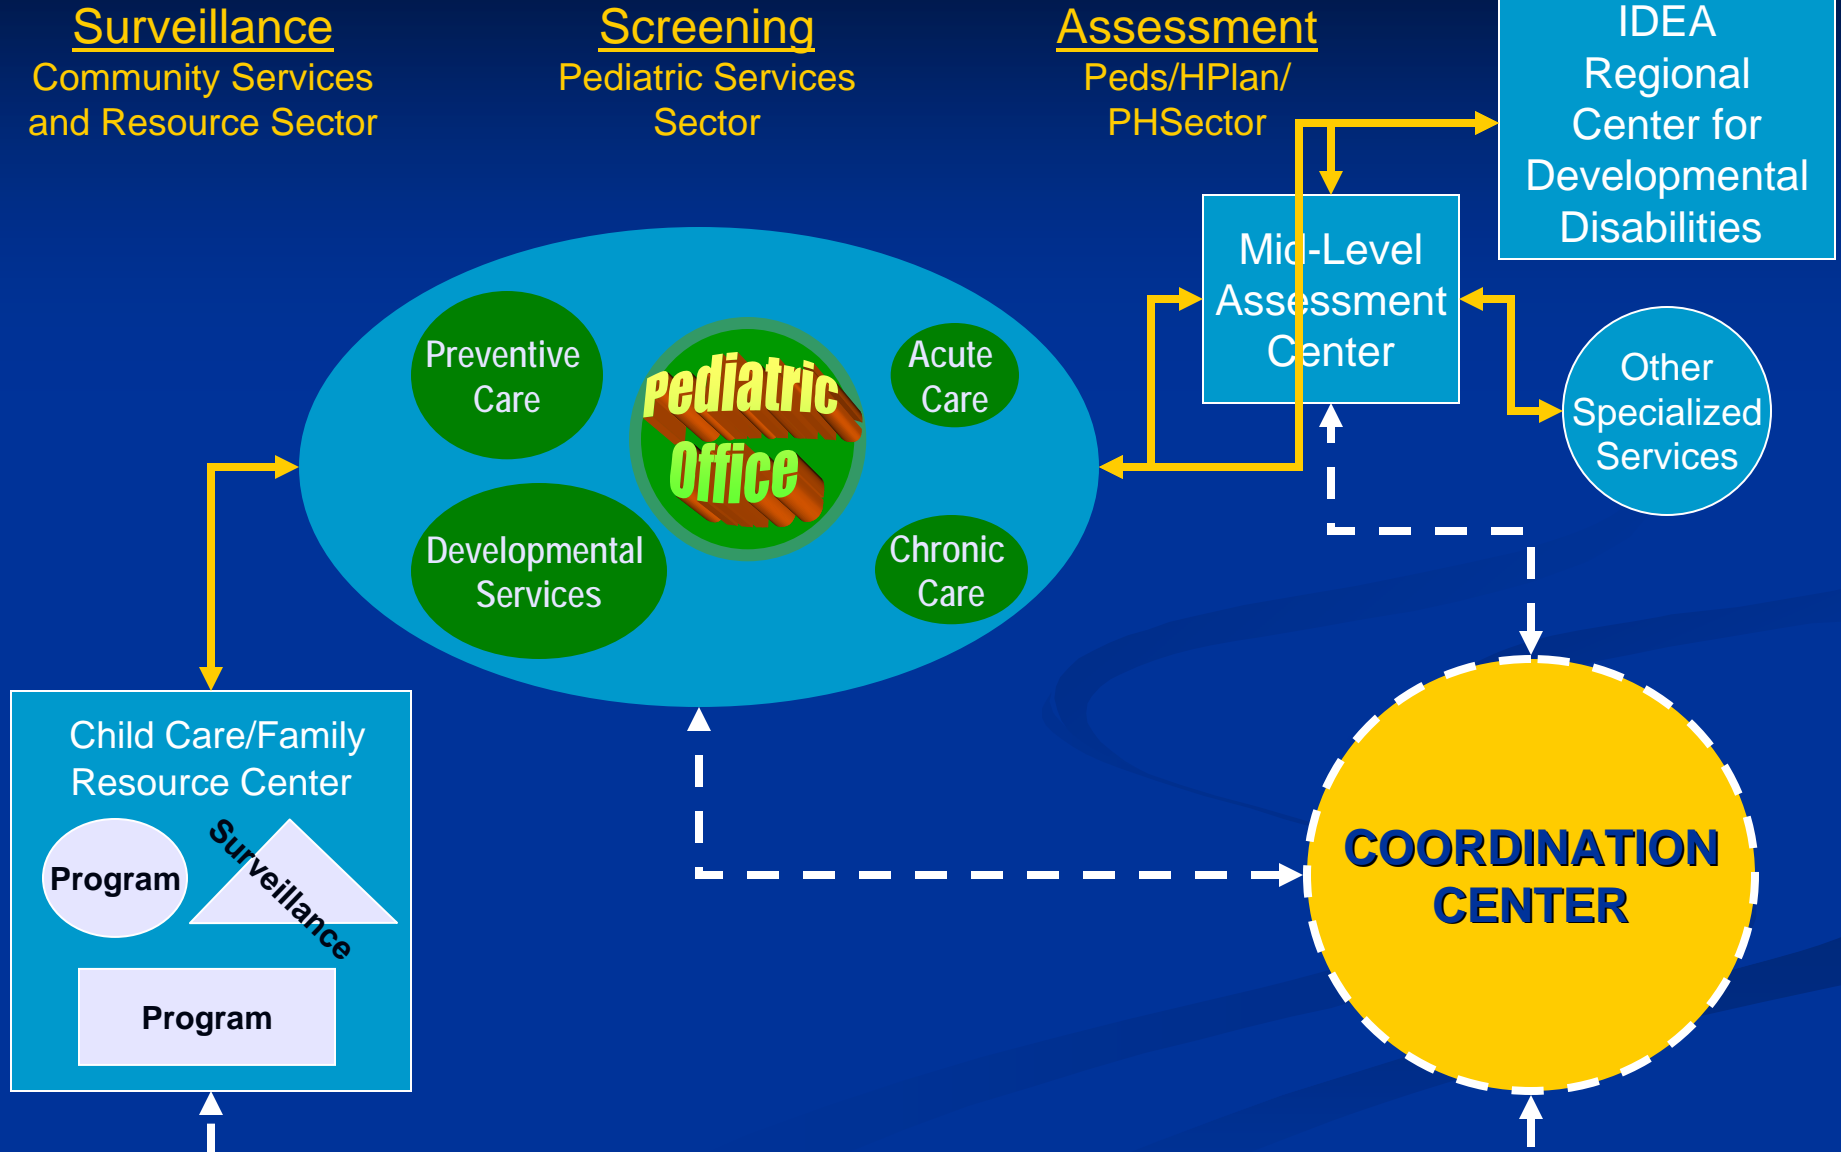 Surveillance
Community Services
and Resource Sector
Screening
Pediatric Services
Sector
Assessment
Peds/HPlan/
PHSector
IDEA
Regional
Center for
Developmental
Disabilities
Mid-Level
Assessment
Center
Other
Specialized
Services
Preventive
Care
Pediatric
Office
Acute
Care
Developmental
Services
Chronic
Care
Child Care/Family
Resource Center
Program
Surveillance
Program
COORDINATION
CENTER